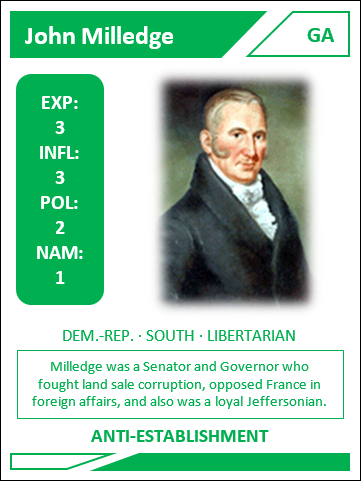 John Milledge
GA
EXP:
3
INFL:
3
POL:
2
NAM:
1
DEM.-REP. · SOUTH · LIBERTARIAN
Milledge was a Senator and Governor who
fought land sale corruption, opposed France in
foreign affairs, and also was a loyal Jeffersonian.
ANTI-ESTABLISHMENT